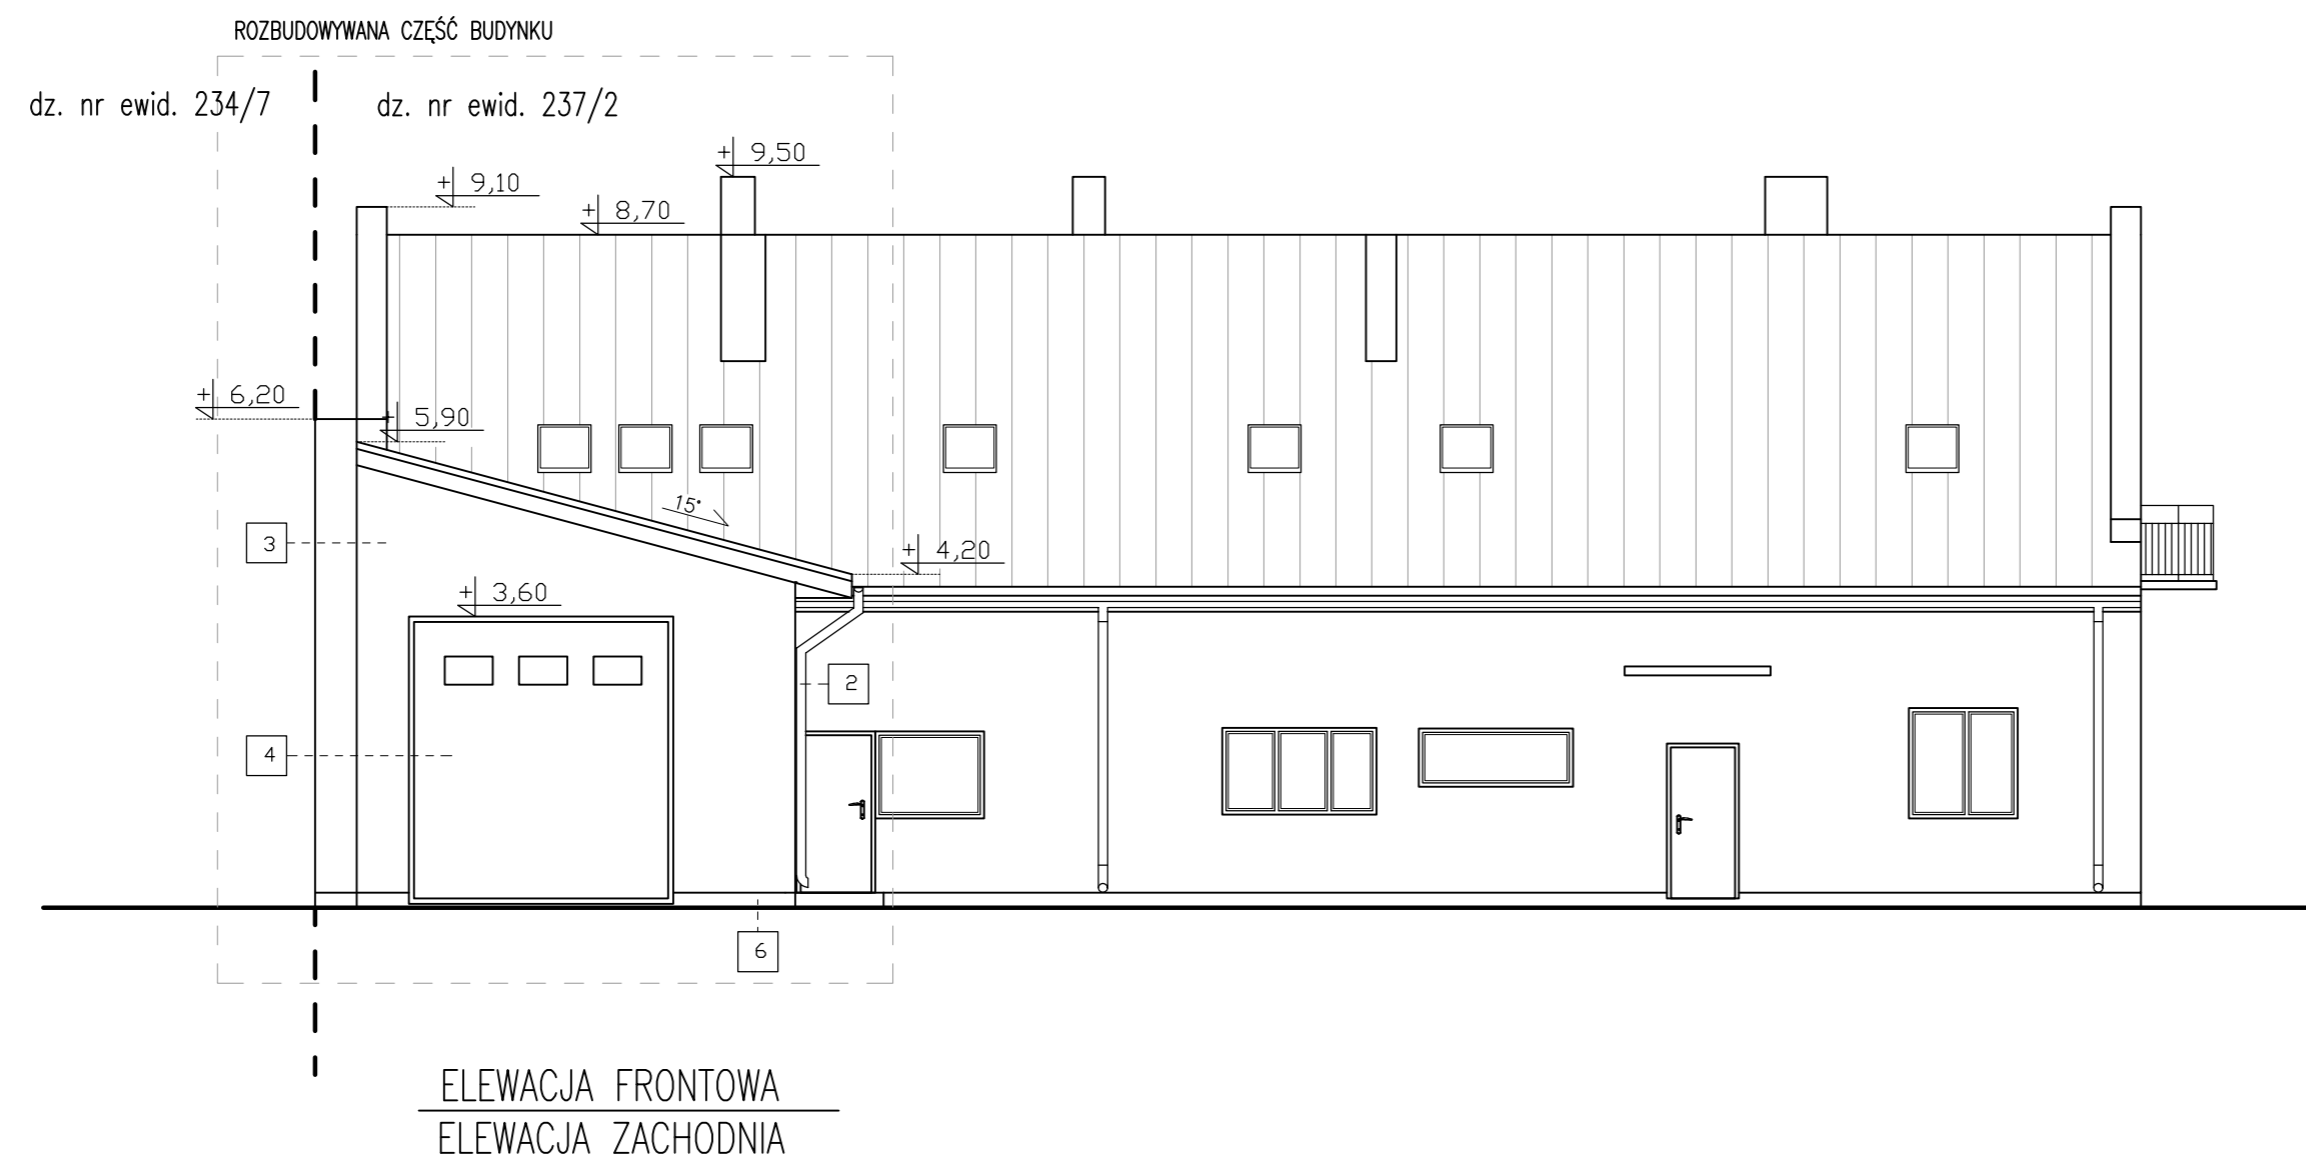 ROZBUDOWYWANA CZĘŚĆ BUDYNKU
dz. nr ewid. 234/7
dz. nr ewid. 237/2
+ 9,50
+ 9,10
+ 8,70
+ 6,20
+ 5,90
15°
+ 4,20
3
+ 3,60
2
4
6
ELEWACJA FRONTOWA
ELEWACJA ZACHODNIA